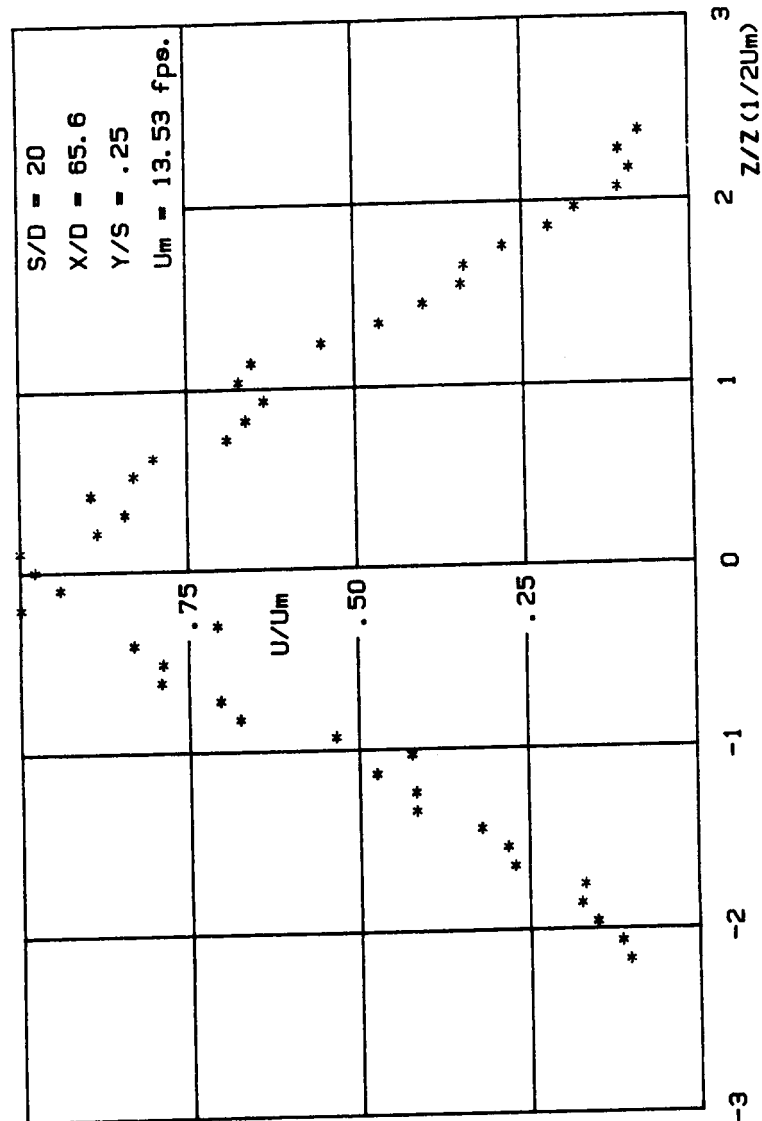 S/D = 20
X/D = 65.6
Y/S = .25
Um = 13.53 fps.
.75
U/Um
.50
.25
-3
-2
-1
0
1
2
3
Z/Z(1/2Um)